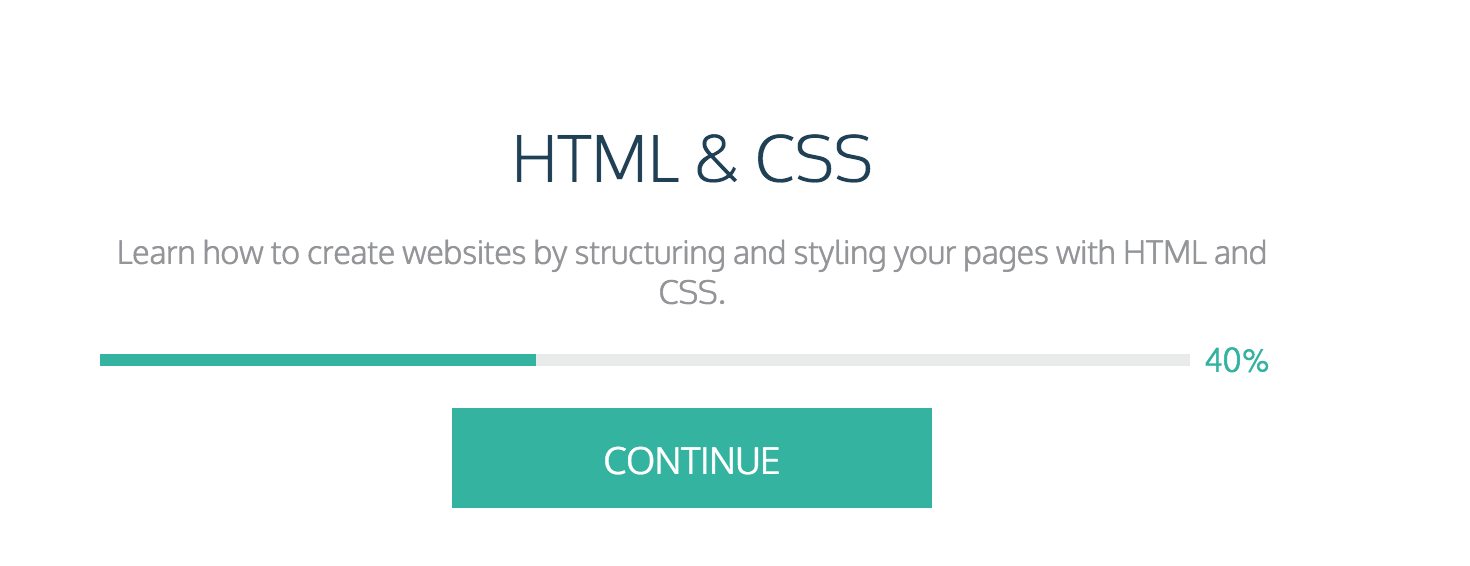 HTML & CSS
Learn how to create websites by structuring and styling your pages with HTML and
CSS.
40%
CONTINUE